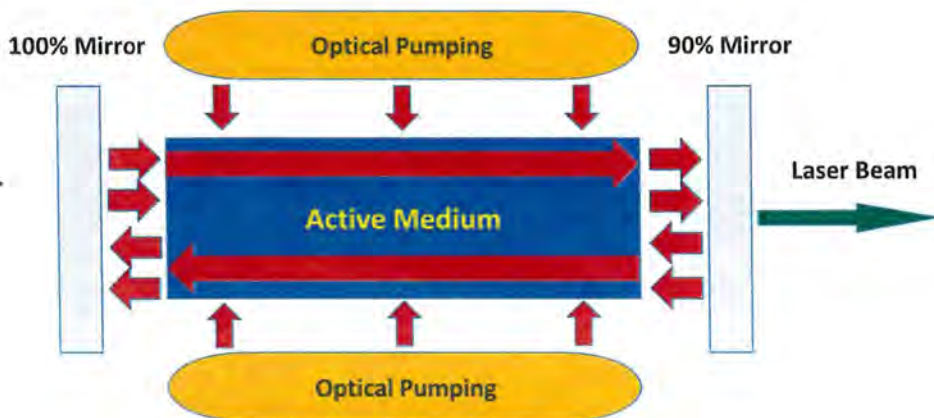 100% Mirror
Optical Pumping
90% Mirror
Laser Beam
Active Medium
Optical Pumping